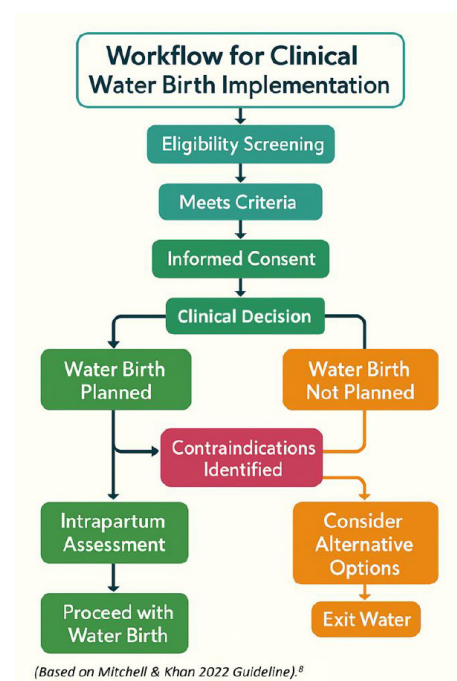 Workflow for Clinical
Water Birth Implementation
Eligibility Screening
Meets Criteria
Informed Consent
Clinical Decision
Water Birth
Planned
Water Birth
Not Planned
Contraindications
Identified
Intrapartum
Assessment
Consider
Alternative
Options
Proceed with
Water Birth
Exit Water
(Based on Mitchell & Khan 2022 Guideline).⁸